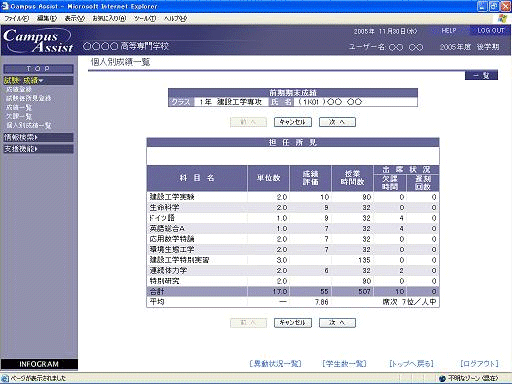 Campus Assist - Microsoft Internet Explorer
ファイル(F) 編集(E) 表示(V) お気に入り(A) ツール(T) ヘルプ(H)
Campus Assist
2005年 11月30日(水) HELP LOG OUT
〇〇〇〇高等専門学校
ユーザー名:〇〇 〇〇 2005年度 後学期
個人別成績一覧
TOP
試験・成績▼
成績登録
試験後所見登録
成績一覧
欠課一覧
個人別成績一覧
情報検索▶
支援機能▶
一覧
前期期末成績
クラス 1年 建設工学専攻 氏名 (1K01)〇〇 〇〇
前へ キャンセル 次へ
担任所見
科目名 単位数 成績評価 授業時間数 出席状況
欠課時間 遅刻回数
建設工学実験 2.0 10 90 0 0
生命科学 2.0 9 32 0 0
ドイツ語 1.0 9 32 4 0
英語総合A 1.0 7 32 4 0
応用数学特論 2.0 7 32 0 0
環境生態工学 2.0 7 32 0 0
建設工学特別実習 3.0 135 0 0
連続体力学 2.0 6 32 2 0
特別研究 2.0 90 0 0
合計 17.0 55 507 10 0
平均 ― 7.86 席次 7位/人中
前へ キャンセル 次へ
[異動状況一覧] [学生数一覧] [トップへ戻る] [ログアウト]
INFOGRAM
ページが表示されました 不明なゾーン (混在)